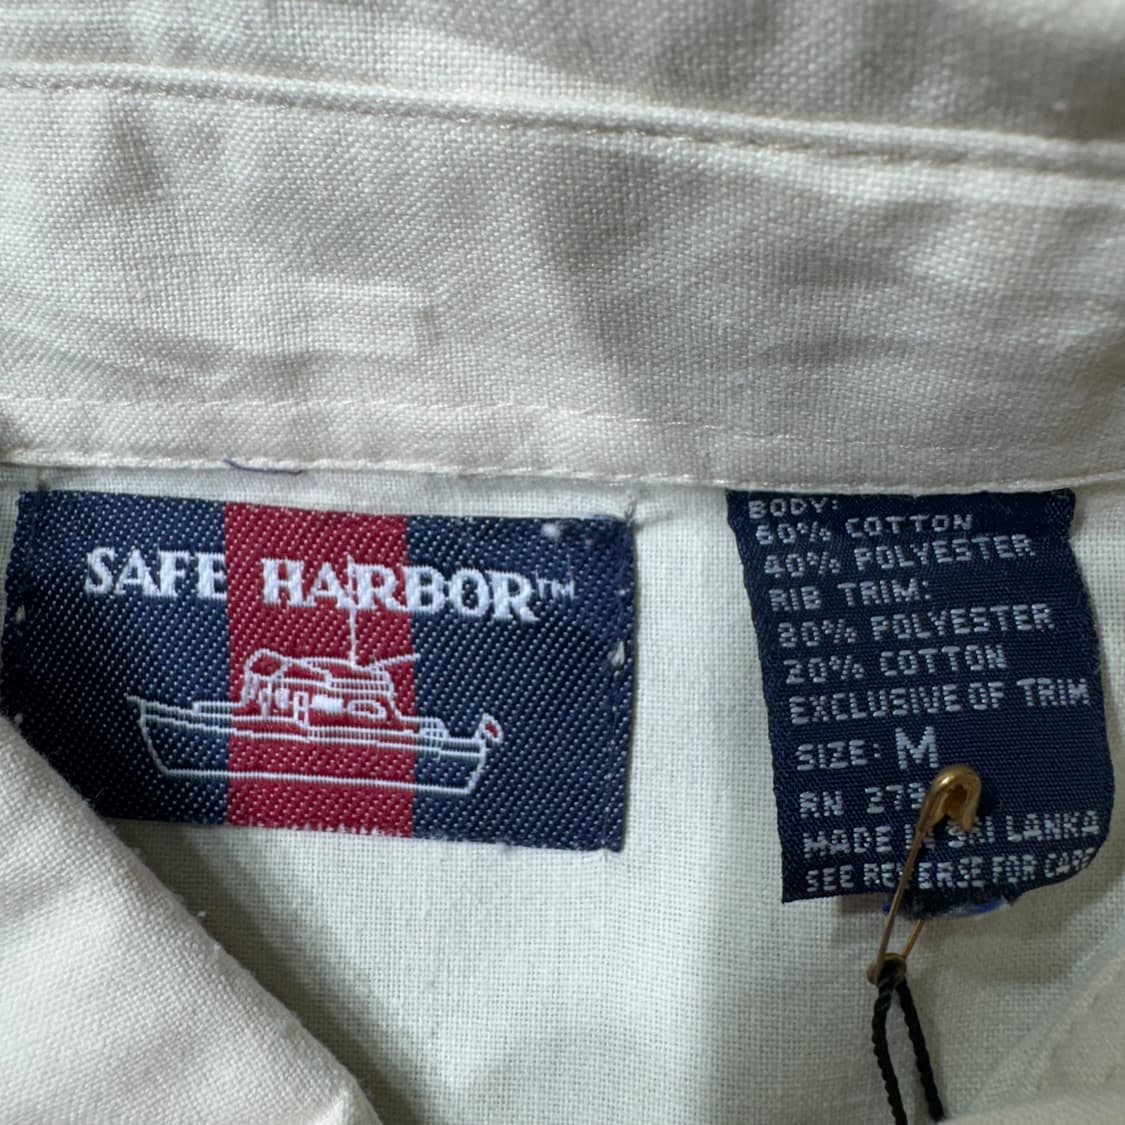 SAFE HARBOR™
BODY:
60% COTTON
40% POLYESTER
RIB TRIM:
80% POLYESTER
20% COTTON
EXCLUSIVE OF TRIM
SIZE: M
RN
MADE IN SRI LANKA
SEE REVERSE FOR CARE